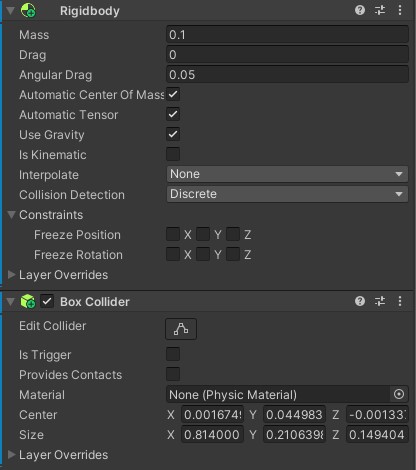 Rigidbody
Mass 0.1
Drag 0
Angular Drag 0.05
Automatic Center Of Mass
Automatic Tensor
Use Gravity
Is Kinematic
Interpolate None
Collision Detection Discrete
Constraints
Freeze Position X Y Z
Freeze Rotation X Y Z
Layer Overrides
Box Collider
Edit Collider
Is Trigger
Provides Contacts
Material None (Physic Material)
Center X 0.001674 Y 0.044983 Z -0.00133
Size X 0.814000 Y 0.210639 Z 0.149404
Layer Overrides